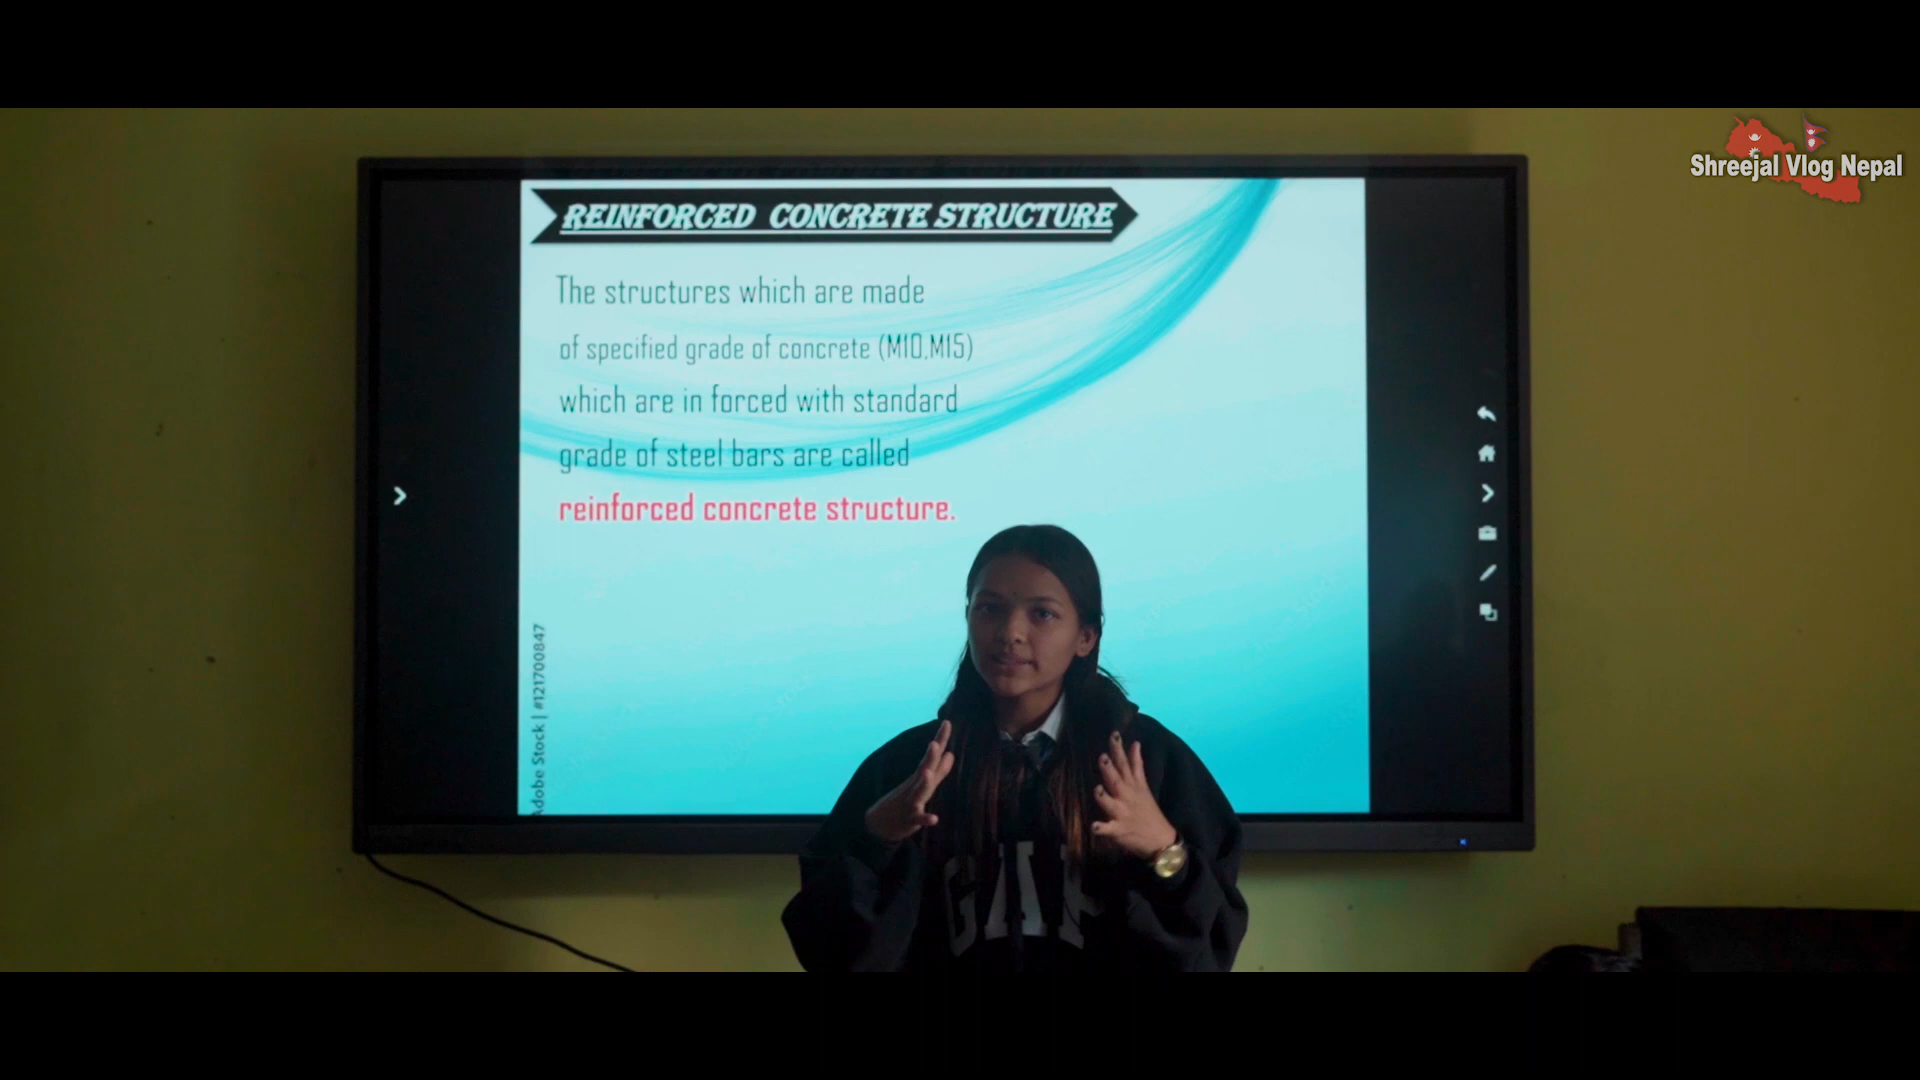 Shreejal Vlog Nepal
REINFORCED CONCRETE STRUCTURE
The structures which are made
of specified grade of concrete (M10,M15)
which are in forced with standard
grade of steel bars are called
reinforced concrete structure.
Adobe Stock | #121700847
GAP